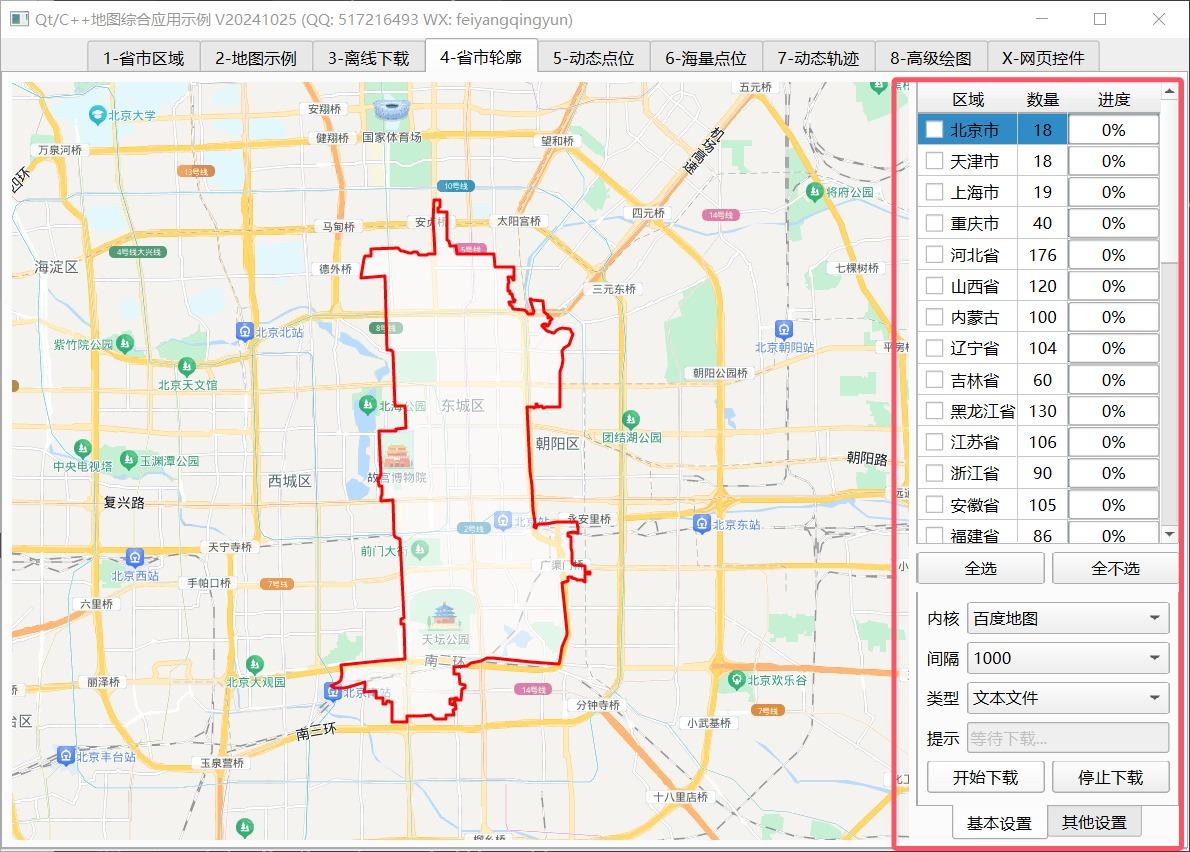 Qt/C++地图综合应用示例 V20241025 (QQ: 517216493 WX: feiyangqingyun)
1-省市区域 2-地图示例 3-离线下载 4-省市轮廓 5-动态点位 6-海量点位 7-动态轨迹 8-高级绘图 X-网页控件
五元桥
安翔桥
北京大学
健翔桥 国家体育场 望和桥
机场高速
万泉河桥
13号线
四环
10号线
将府公园
四元桥 14号线
安贞桥 太阳宫桥
马甸桥
4号线大兴线 5号线
海淀区 德外桥 七棵树桥
三元东桥
8号线
北京北站
紫竹院公园 北京朝阳站 平房
北京天文馆 朝阳公园桥
北海公园 东城区
团结湖公园
朝阳区
中央电视塔 玉渊潭公园 朝阳路
西城区 故宫博物院
复兴路
2号线 北京站 永安里桥 北京东站
天宁寺桥 前门大街
北京西站 广渠门桥
手帕口桥 7号线
六里桥
天坛公园
南二环
丽泽桥 北京大观园 北京南站 14号线 北京欢乐谷
分钟寺桥 7号线
小武基桥
南三环
北京丰台站 玉泉营桥
十八里店桥
区域 数量 进度
北京市 18 0%
天津市 18 0%
上海市 19 0%
重庆市 40 0%
河北省 176 0%
山西省 120 0%
内蒙古 100 0%
辽宁省 104 0%
吉林省 60 0%
黑龙江省 130 0%
江苏省 106 0%
浙江省 90 0%
安徽省 105 0%
福建省 86 0%
全选 全不选
内核 百度地图
间隔 1000
类型 文本文件
提示 等待下载...
开始下载 停止下载
基本设置 其他设置